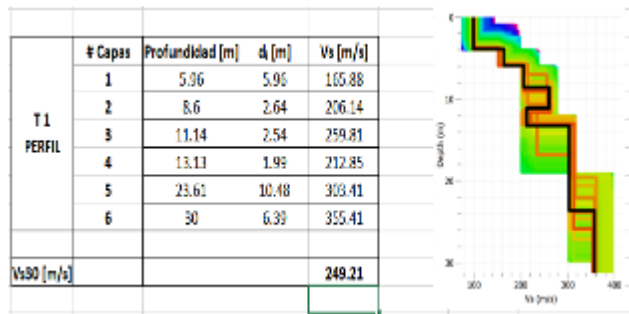 # Capas Profundidad [m] di [m] Vs [m/s]
1 5.96 5.96 165.88
2 8.6 2.64 206.14
3 11.14 2.54 259.81
4 13.13 1.99 212.85
5 23.61 10.48 303.41
6 30 6.39 355.41
T 1
PERFIL
Vs30 [m/s] 249.21
0
10
20
30
Depth (m)
100 200 300 400
Vs (m/s)